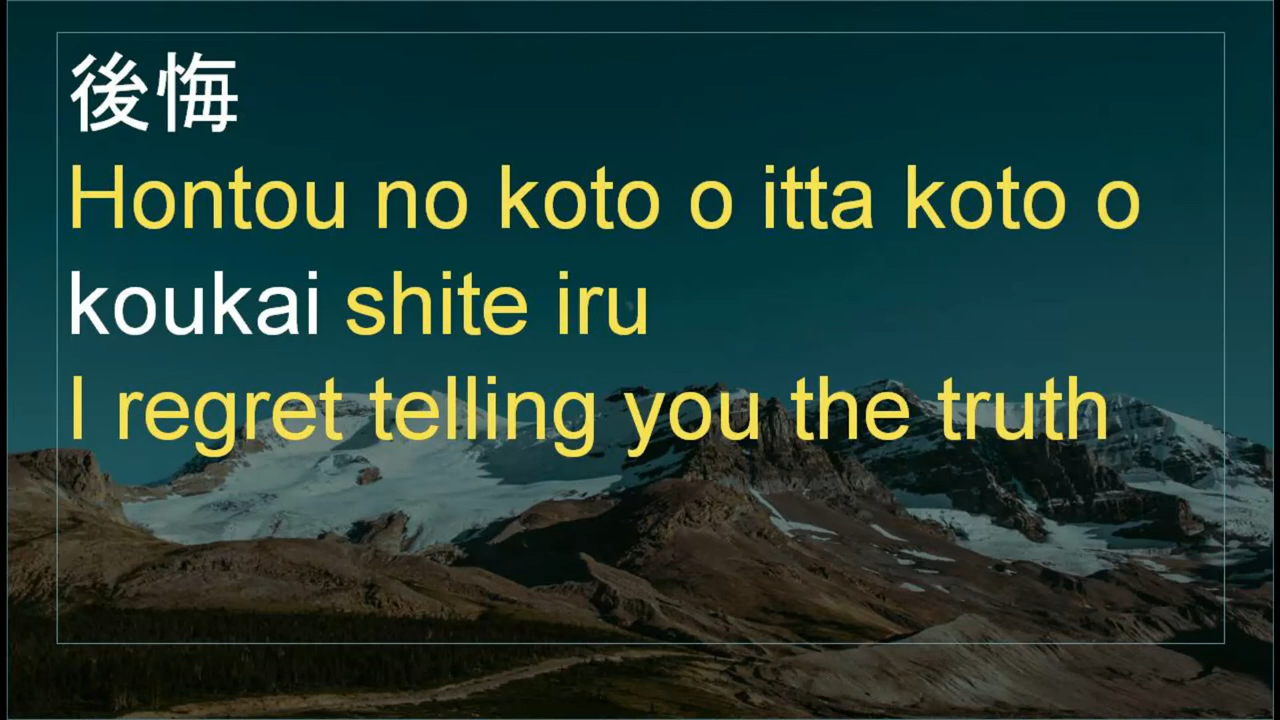 後悔
Hontou no koto o itta koto o
koukai shite iru
I regret telling you the truth